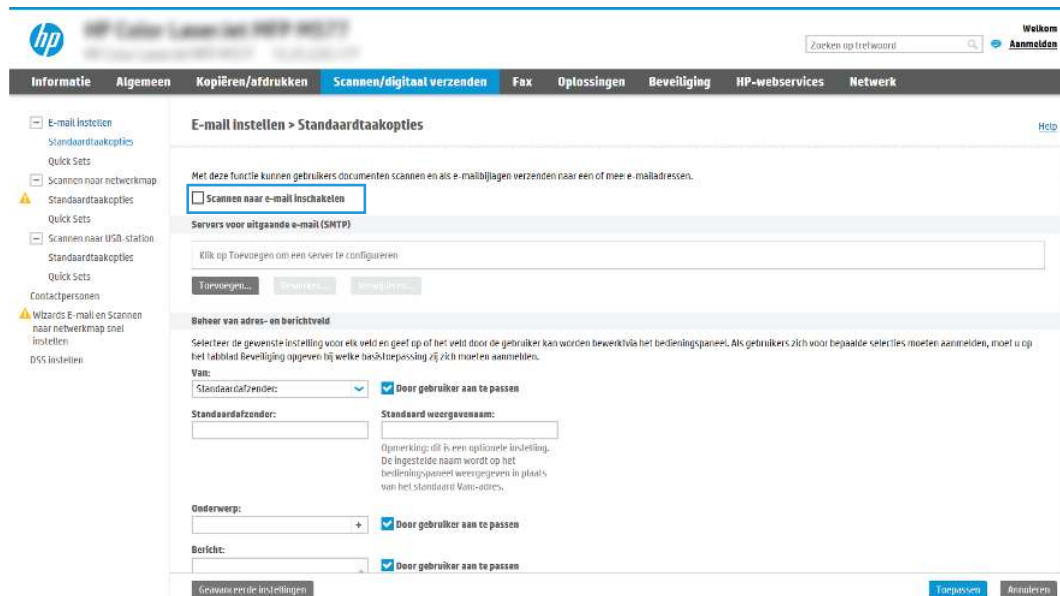 hp
Welkom
Zoeken op trefwoord
Aanmelden
Informatie Algemeen Kopiëren/afdrukken Scannen/digitaal verzenden Fax Oplossingen Beveiliging HP-webservices Netwerk
E-mail instellen
Standaardtaakopties
Quick Sets
Scannen naar netwerkmap
Standaardtaakopties
Quick Sets
Scannen naar USB-station
Standaardtaakopties
Quick Sets
Contactpersonen
Wizards E-mail en Scannen
naar netwerkmap snel
instellen
DSS instellen
E-mail instellen > Standaardtaakopties
Help
Met deze functie kunnen gebruikers documenten scannen en als e-mailbijlagen verzenden naar een of meer e-mailadressen.
Scannen naar e-mail inschakelen
Servers voor uitgaande e-mail (SMTP)
Klik op Toevoegen om een server te configureren
Toevoegen... Bewerken... Verwijderen...
Beheer van adres- en berichtveld
Selecteer de gewenste instelling voor elk veld en geef op of het veld door de gebruiker kan worden bewerkt via het bedieningspaneel. Als gebruikers zich voor bepaalde selecties moeten aanmelden, moet u op
het tabblad Beveiliging opgeven bij welke basistoepassing zij zich moeten aanmelden.
Van:
Standaardafzender: Door gebruiker aan te passen
Standaardafzender: Standaard weergavenaam:
Opmerking: dit is een optionele instelling.
De ingestelde naam wordt op het
bedieningspaneel weergegeven in plaats
van het standaard Van:-adres.
Onderwerp:
Door gebruiker aan te passen
Bericht:
Door gebruiker aan te passen
Geavanceerde instellingen Toepassen Annuleren